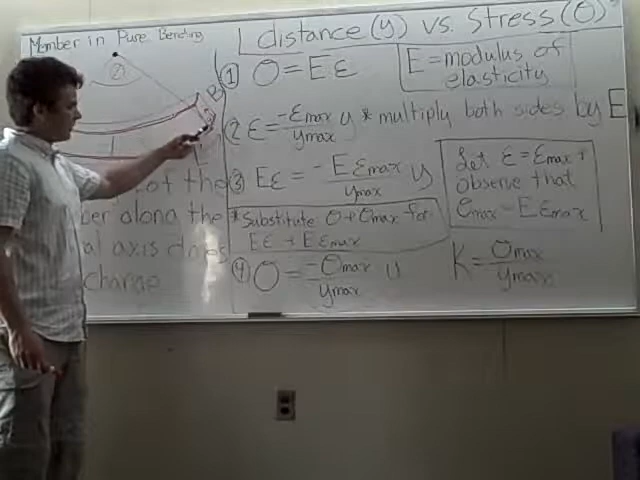 Member in Pure Bending
distance (y) vs. Stress (σ)
① σ = Eε
E = modulus of
elasticity
② ε = -εmax/ymax y * multiply both sides by E
③ Eε = -Eεmax/ymax y
Let ε = εmax +
observe that
σmax = Eεmax
* Substitute σ + σmax for
Eε + Eεmax
④ σ = -σmax/ymax y
K = σmax/ymax
B
of the
ber along the
al axis does
change